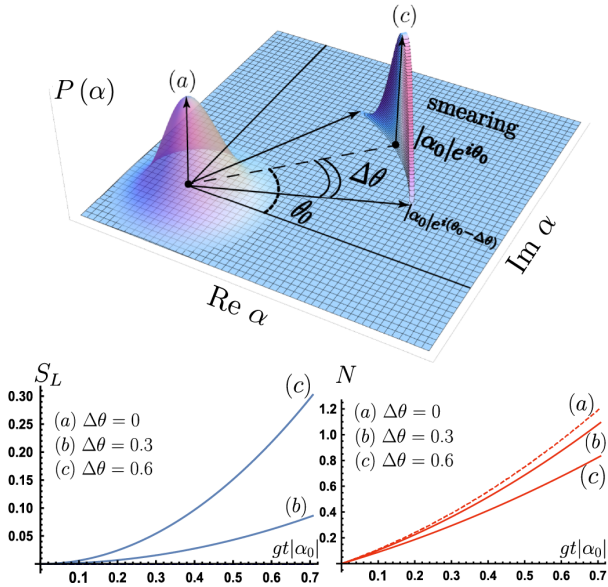 (c)
P (α)
(a)
smearing
|α₀|e^{iθ₀}
Δθ
θ₀
|α₀|e^{i(θ₀−Δθ)}
Re α
Im α
S_L
(c)
0.30
(a) Δθ = 0
0.25
(b) Δθ = 0.3
0.20
(c) Δθ = 0.6
0.15
0.10
(b)
0.05
gt|α₀|
0.1 0.2 0.3 0.4 0.5 0.6 0.7
N
(a)
1.2
(a) Δθ = 0
1.0
(b)
(b) Δθ = 0.3
0.8
(c) Δθ = 0.6
(c)
0.6
0.4
0.2
gt|α₀|
0.1 0.2 0.3 0.4 0.5 0.6 0.7